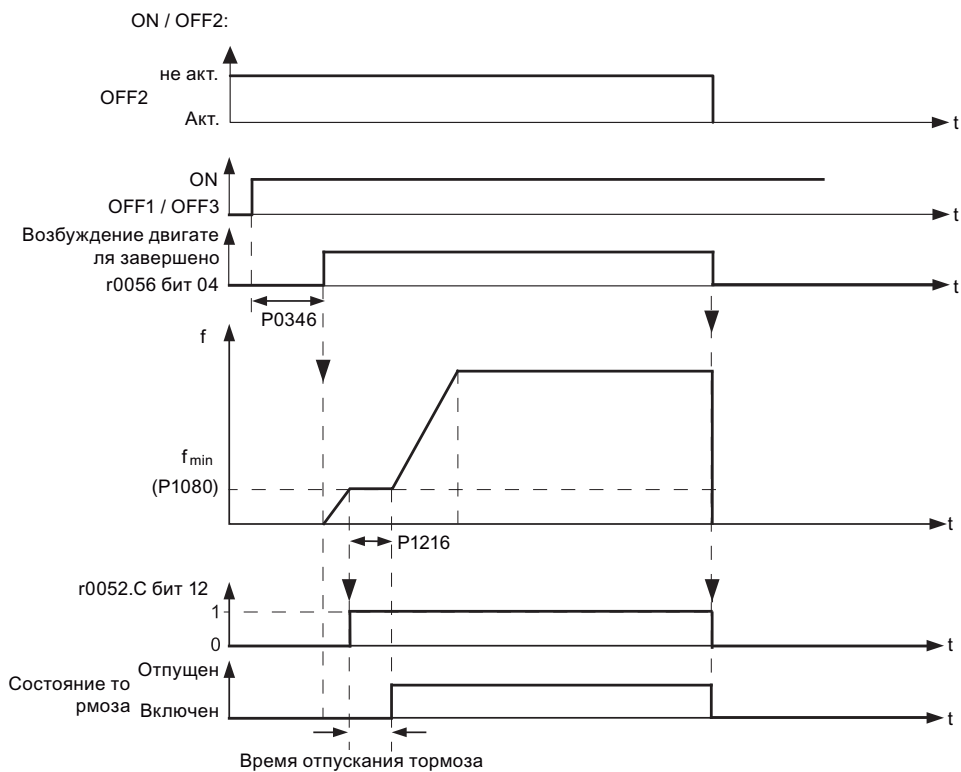 ON / OFF2:
не акт.
OFF2
Акт.
t
ON
OFF1 / OFF3
t
Возбуждение двигате
ля завершено
r0056 бит 04
t
P0346
f
fmin
(P1080)
t
P1216
r0052.C бит 12
1
0
t
Отпущен
Состояние то
рмоза
Включен
t
Время отпускания тормоза